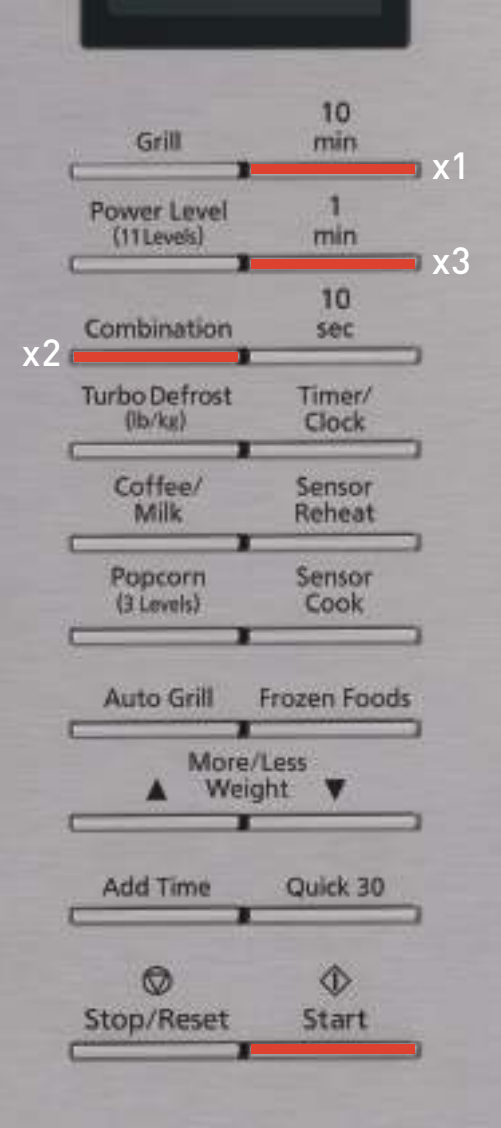 10
Grill min x1
Power Level 1
(11 Levels) min x3
10
x2 Combination sec
Turbo Defrost Timer/
(lb/kg) Clock
Coffee/ Sensor
Milk Reheat
Popcorn Sensor
(3 Levels) Cook
Auto Grill Frozen Foods
More/Less
▲ Weight ▼
Add Time Quick 30
Stop/Reset Start